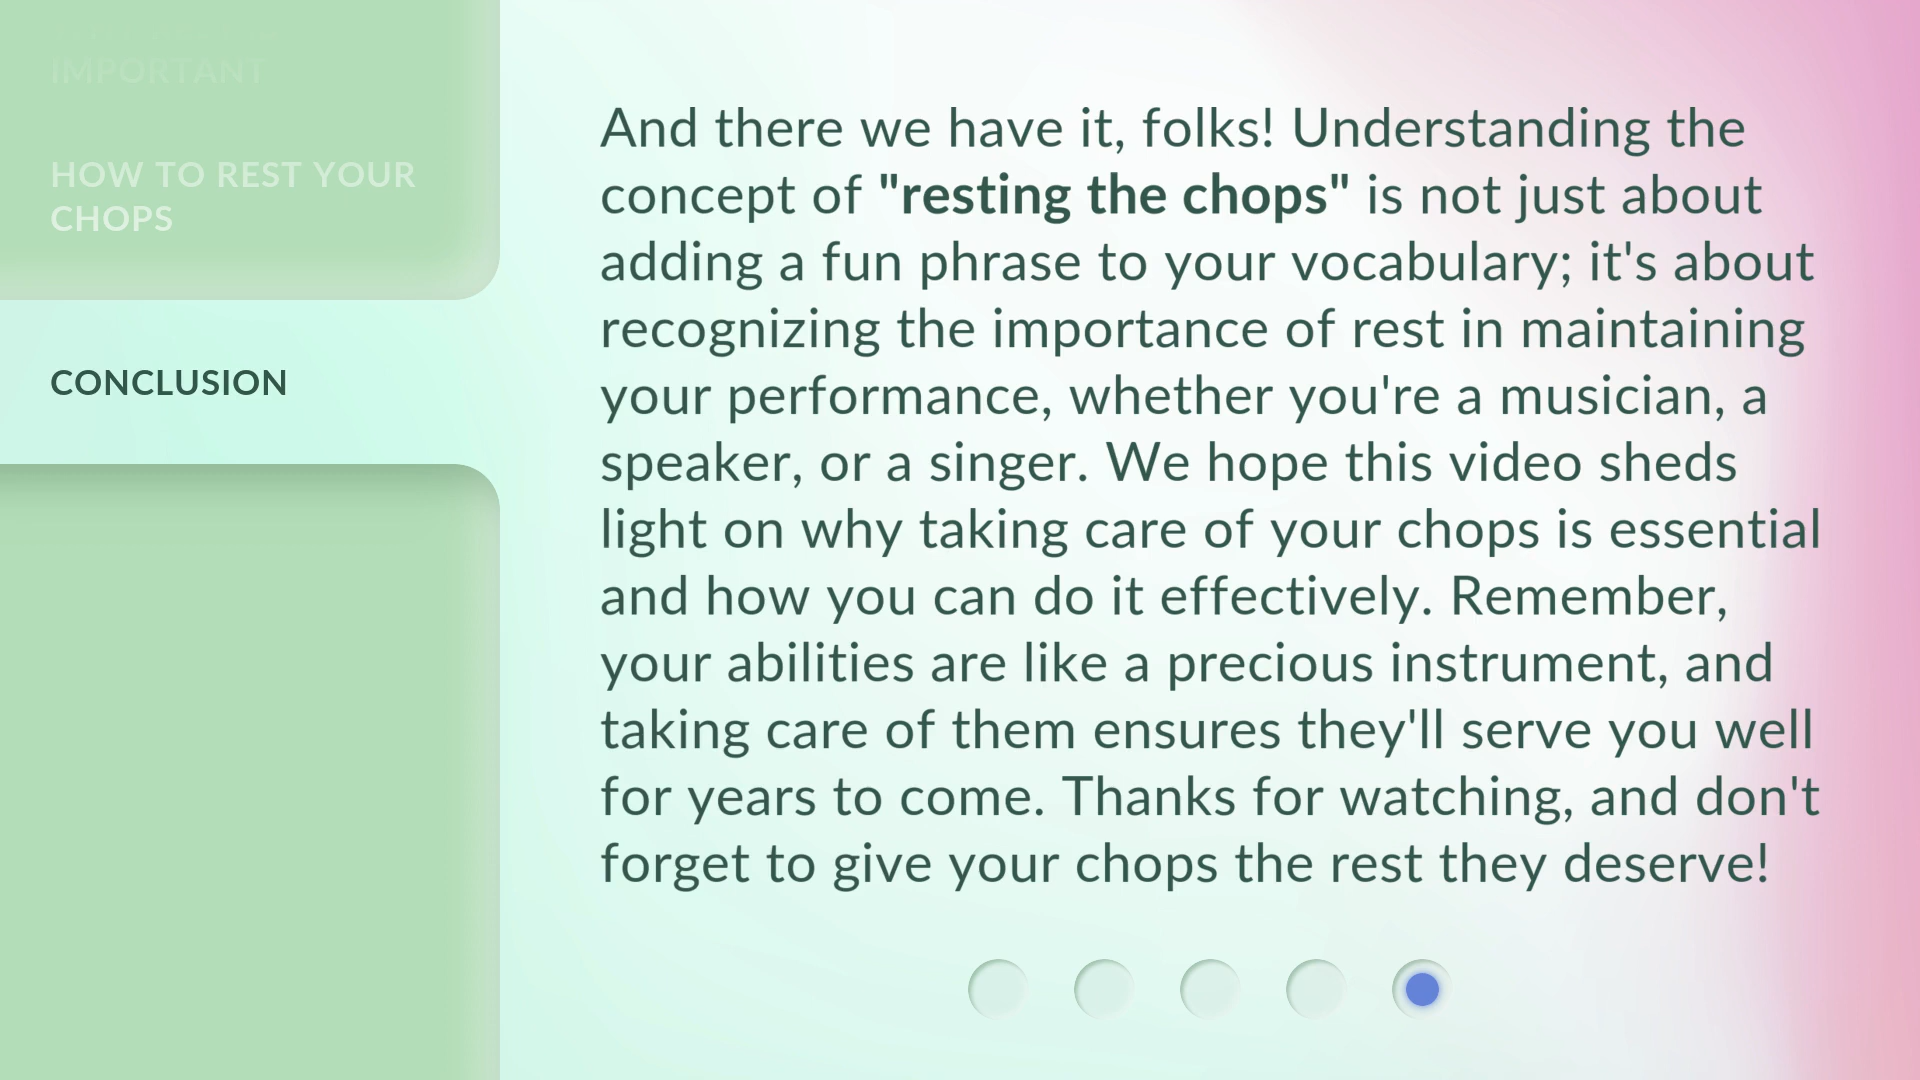 IMPORTANT
HOW TO REST YOUR
CHOPS
CONCLUSION
And there we have it, folks! Understanding the
concept of "resting the chops" is not just about
adding a fun phrase to your vocabulary; it's about
recognizing the importance of rest in maintaining
your performance, whether you're a musician, a
speaker, or a singer. We hope this video sheds
light on why taking care of your chops is essential
and how you can do it effectively. Remember,
your abilities are like a precious instrument, and
taking care of them ensures they'll serve you well
for years to come. Thanks for watching, and don't
forget to give your chops the rest they deserve!